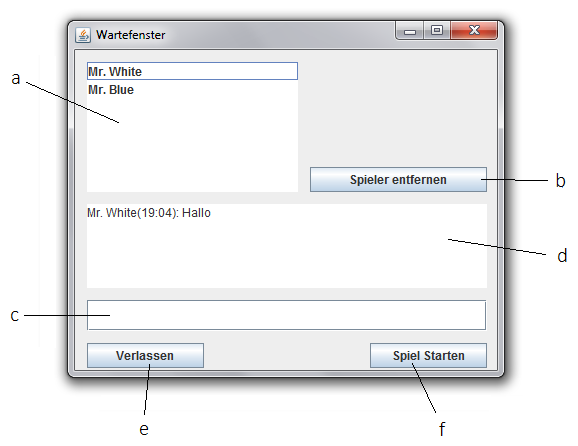 Wartefenster
Mr. White
a
Mr. Blue
Spieler entfernen
b
Mr. White(19:04): Hallo
d
c
Verlassen
Spiel Starten
e
f